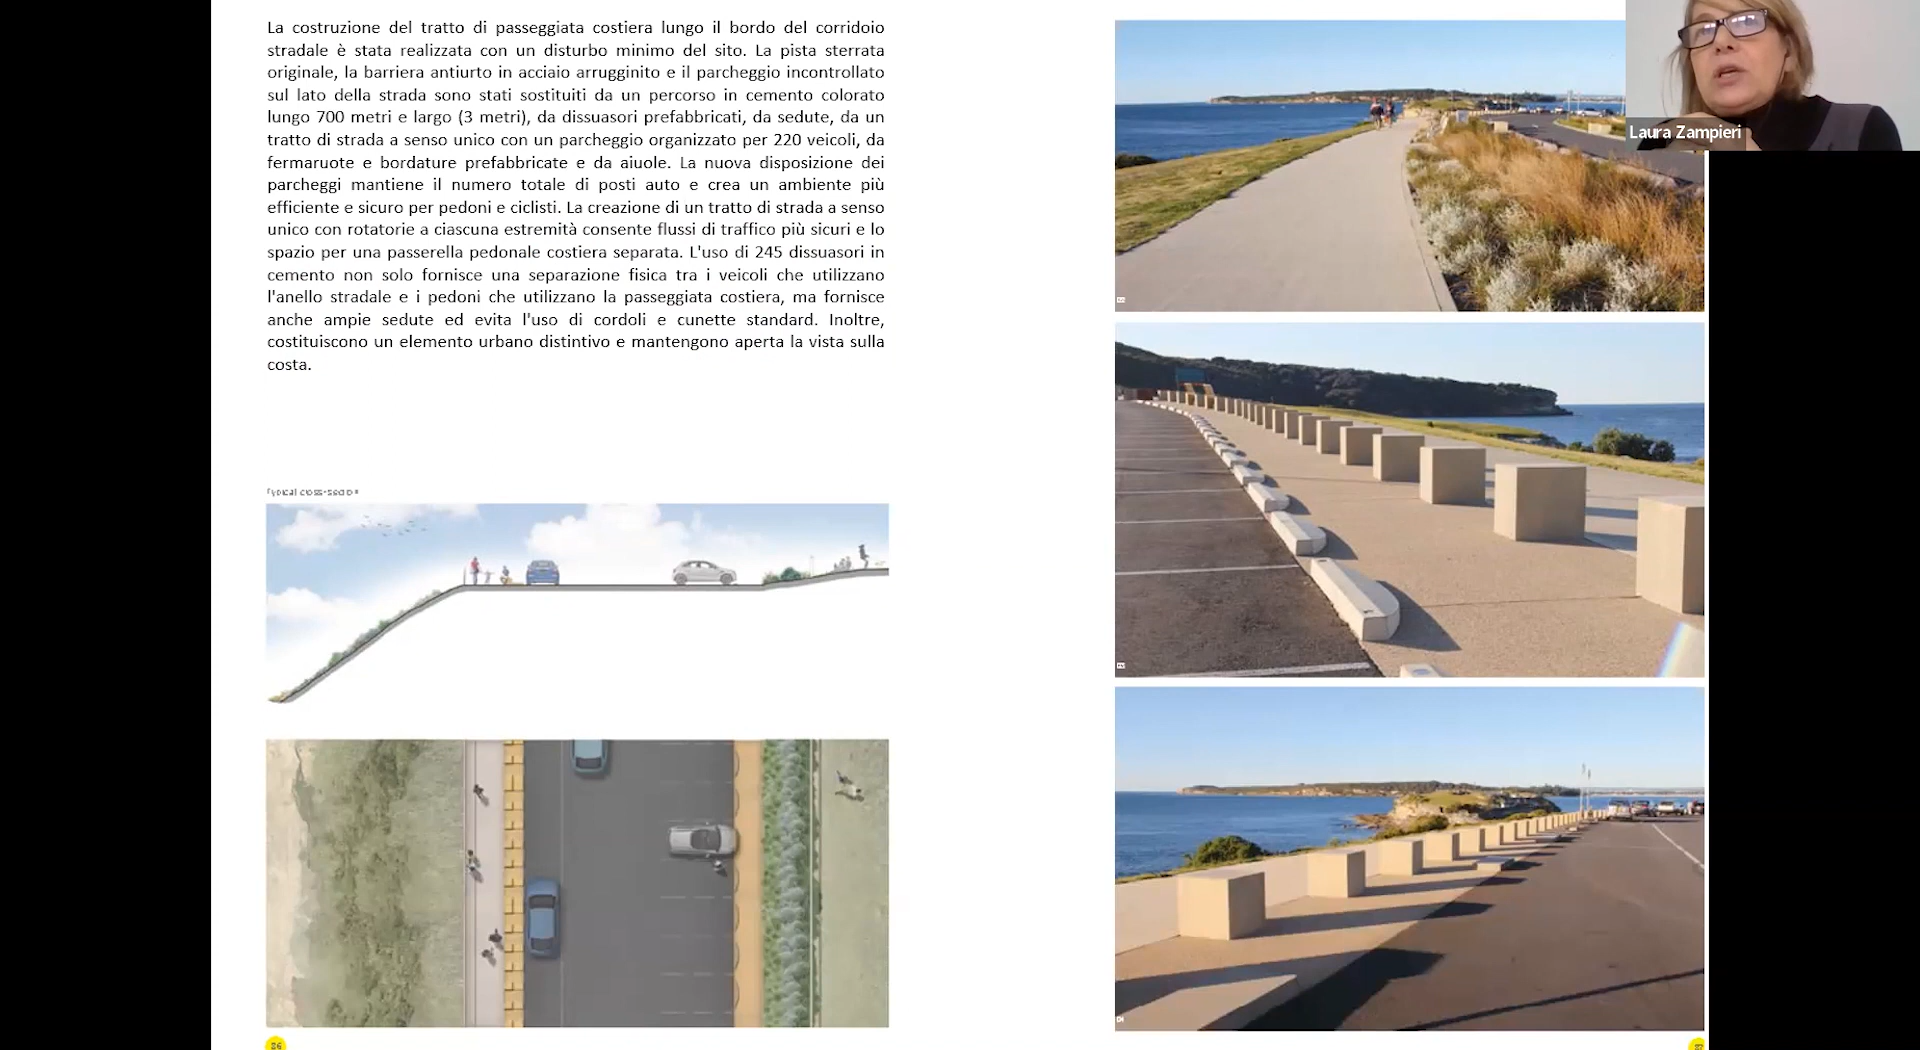 La costruzione del tratto di passeggiata costiera lungo il bordo del corridoio
stradale è stata realizzata con un disturbo minimo del sito. La pista sterrata
originale, la barriera antiurto in acciaio arrugginito e il parcheggio incontrollato
sul lato della strada sono stati sostituiti da un percorso in cemento colorato
lungo 700 metri e largo (3 metri), da dissuasori prefabbricati, da sedute, da un
tratto di strada a senso unico con un parcheggio organizzato per 220 veicoli, da
fermaruote e bordature prefabbricate e da aiuole. La nuova disposizione dei
parcheggi mantiene il numero totale di posti auto e crea un ambiente più
efficiente e sicuro per pedoni e ciclisti. La creazione di un tratto di strada a senso
unico con rotatorie a ciascuna estremità consente flussi di traffico più sicuri e lo
spazio per una passerella pedonale costiera separata. L'uso di 245 dissuasori in
cemento non solo fornisce una separazione fisica tra i veicoli che utilizzano
l'anello stradale e i pedoni che utilizzano la passeggiata costiera, ma fornisce
anche ampie sedute ed evita l'uso di cordoli e cunette standard. Inoltre,
costituiscono un elemento urbano distintivo e mantengono aperta la vista sulla
costa.
Typical cross-section
Laura Zampieri